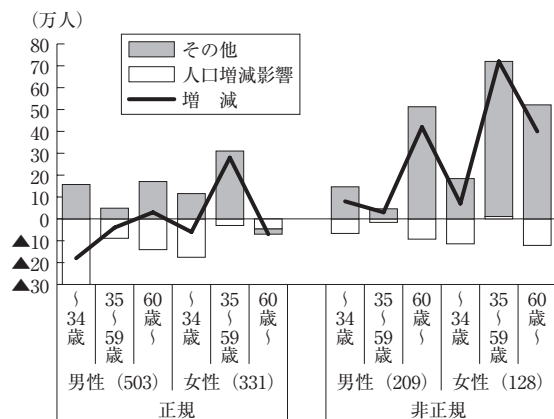 （万人）
80
70
60
50
40
30
20
10
0
▲10
▲20
▲30
その他
人口増減影響
増　減
〜34歳
35〜59歳
60歳〜
〜34歳
35〜59歳
60歳〜
〜34歳
35〜59歳
60歳〜
〜34歳
35〜59歳
60歳〜
男性（503）
女性（331）
男性（209）
女性（128）
正規
非正規